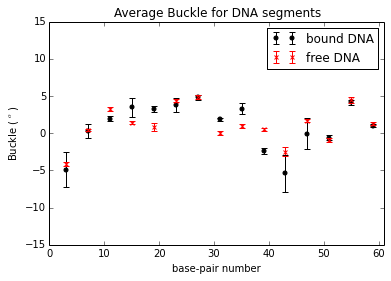 Average Buckle for DNA segments
bound DNA
free DNA
Buckle ( ° )
15
10
5
0
−5
−10
−15
0
10
20
30
40
50
60
base-pair number